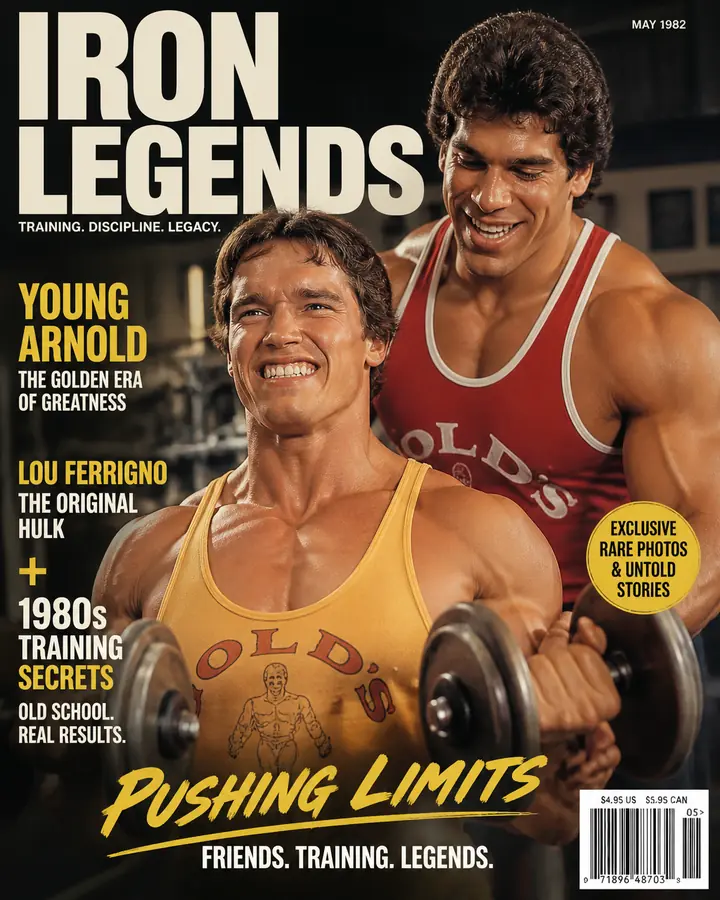 IRON
LEGENDS
TRAINING. DISCIPLINE. LEGACY.
MAY 1982
YOUNG
ARNOLD
THE GOLDEN ERA
OF GREATNESS
LOU FERRIGNO
THE ORIGINAL
HULK
+
1980s
TRAINING
SECRETS
OLD SCHOOL.
REAL RESULTS.
OLD'S
OLD'S
EXCLUSIVE
RARE PHOTOS
& UNTOLD
STORIES
PUSHING LIMITS
FRIENDS. TRAINING. LEGENDS.
$4.95 US $5.95 CAN
05>
0 71896 48703 3